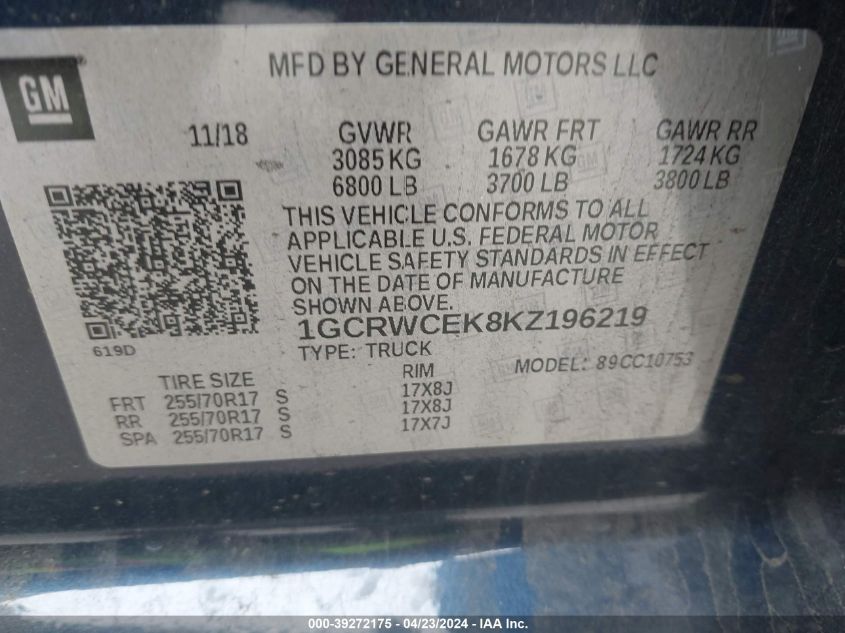 GM
MFD BY GENERAL MOTORS LLC
11/18 GVWR GAWR FRT GAWR RR
3085 KG 1678 KG 1724 KG
6800 LB 3700 LB 3800 LB
THIS VEHICLE CONFORMS TO ALL
APPLICABLE U.S. FEDERAL MOTOR
VEHICLE SAFETY STANDARDS IN EFFECT
ON THE DATE OF MANUFACTURE
SHOWN ABOVE.
1GCRWCEK8KZ196219
619D
TYPE: TRUCK MODEL: 89CC10753
TIRE SIZE RIM
FRT 255/70R17 S 17X8J
RR 255/70R17 S 17X8J
SPA 255/70R17 S 17X7J
000-39272175 / 04/23/2024 / IAA Inc.